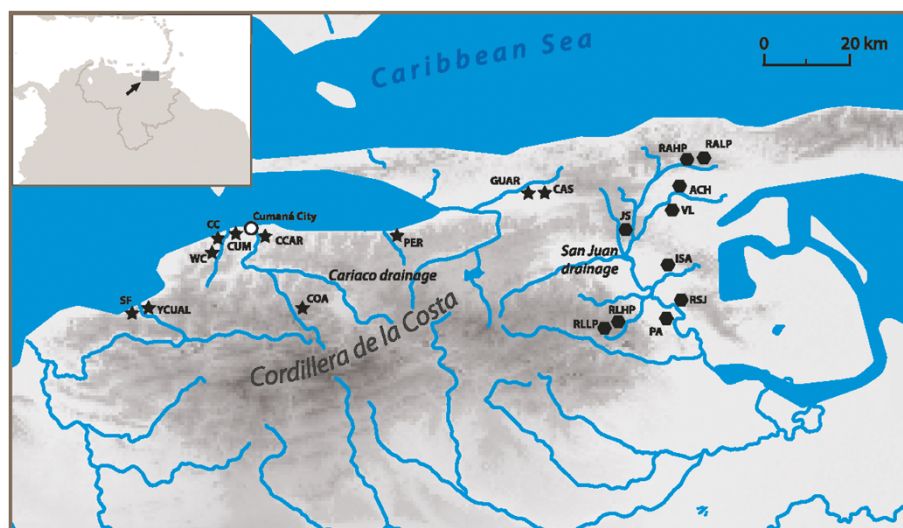 Caribbean Sea
0 20 km
RAHP
RALP
GUAR
CAS
ACH
VL
CC
Cumaná City
JS
CUM
CCAR
PER
WC
San Juan
drainage
ISA
Cariaco drainage
SF
YCUAL
COA
RSJ
RLHP
RLLP
PA
Cordillera de la Costa